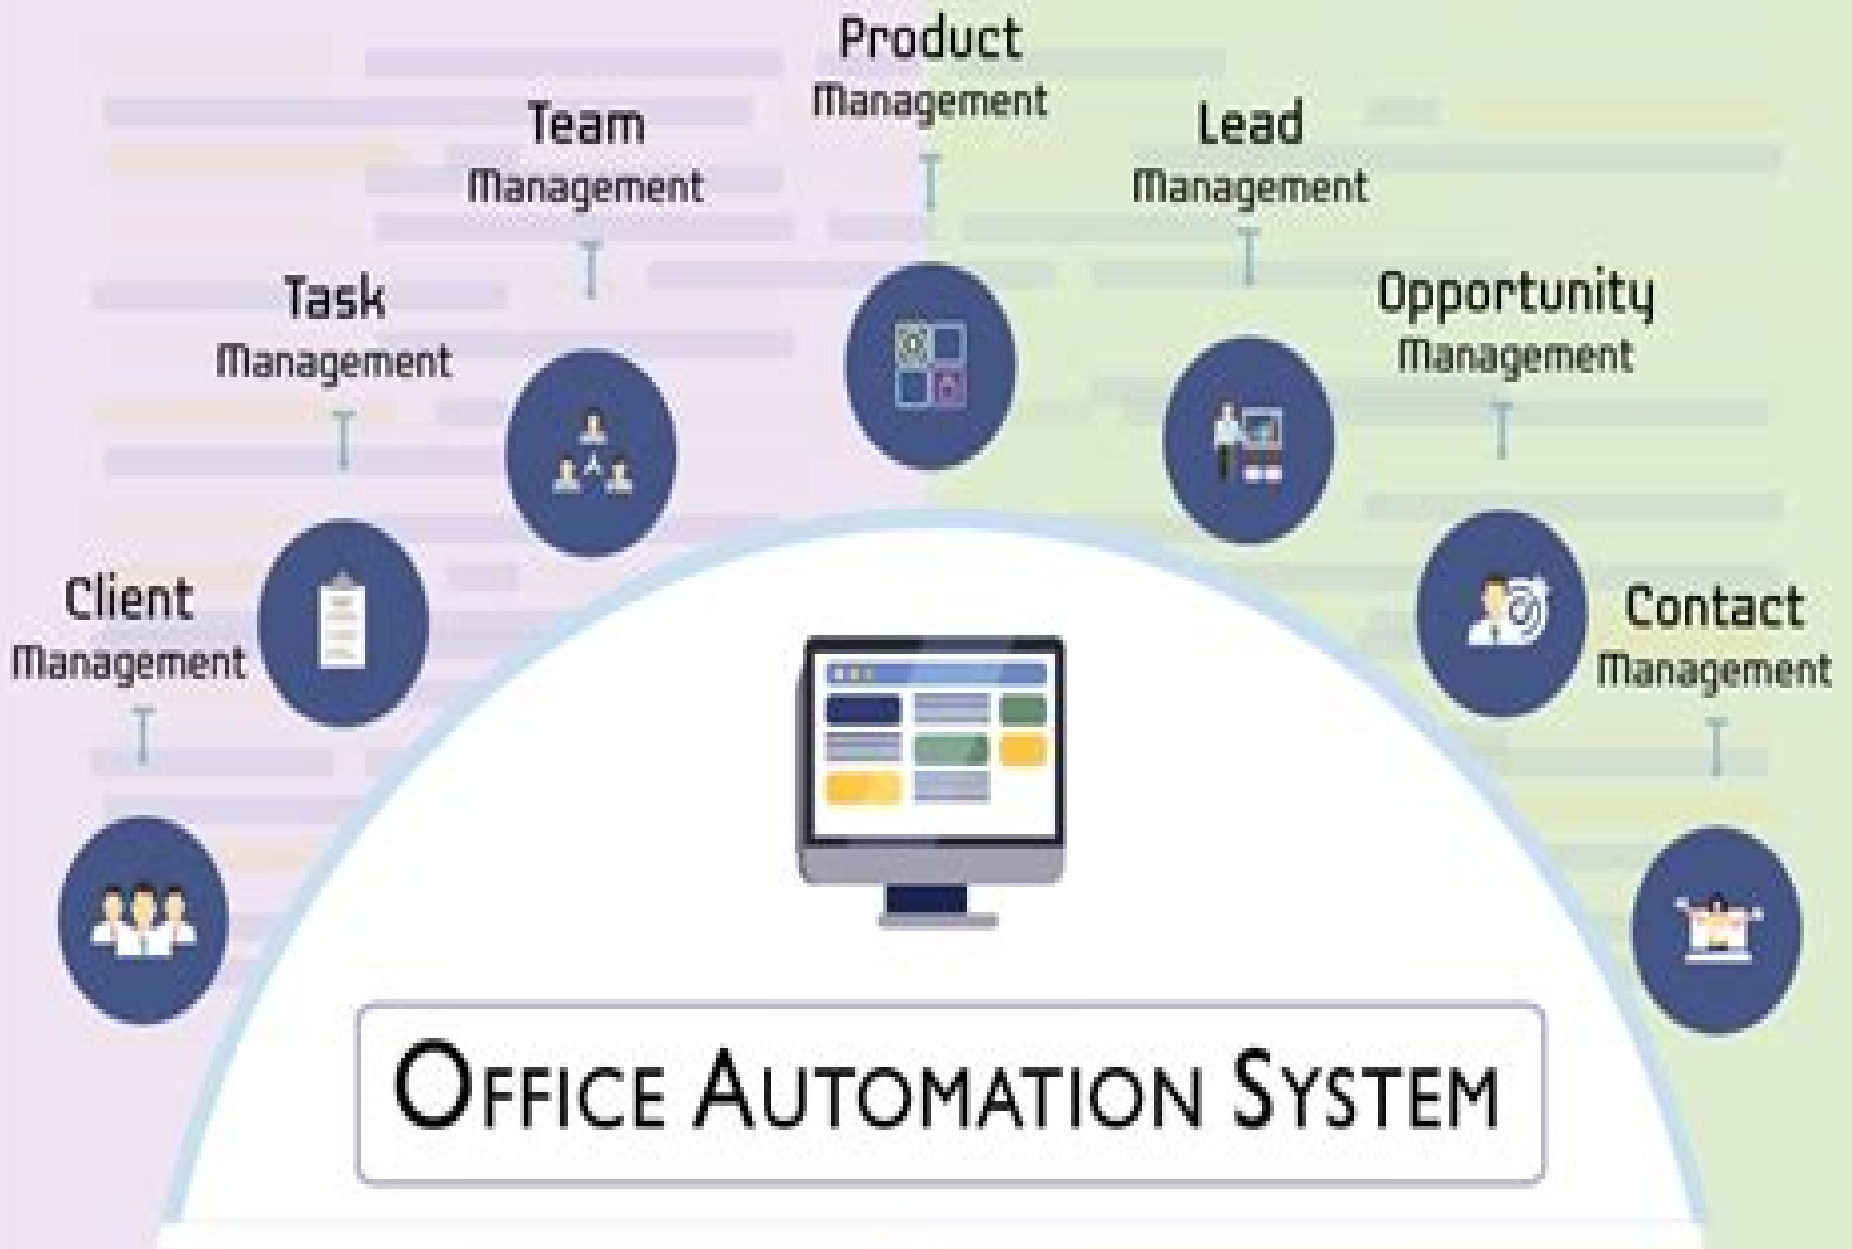 Product
Management
Team
Management
Lead
Management
Task
Management
Opportunity
Management
Client
Management
Contact
Management
OFFICE AUTOMATION SYSTEM